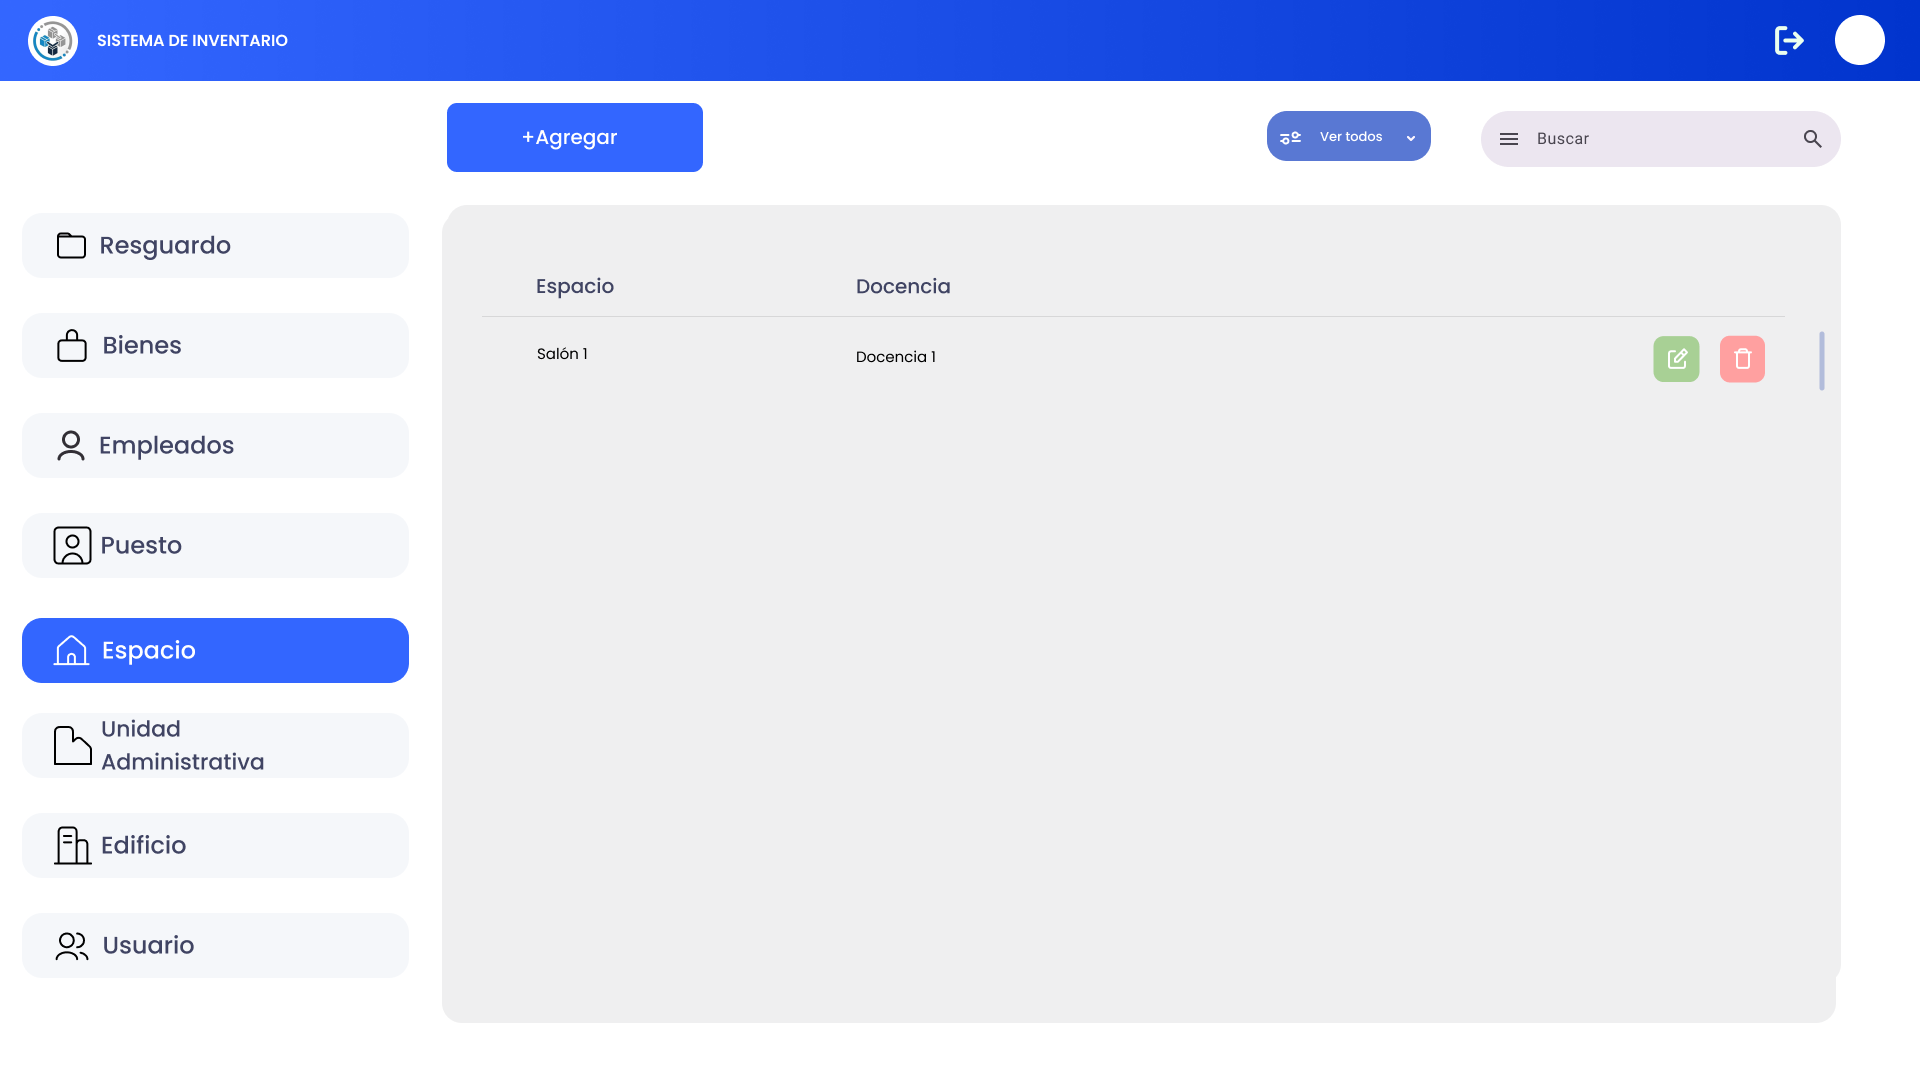 SISTEMA DE INVENTARIO
+Agregar
Ver todos
Buscar
Resguardo
Bienes
Empleados
Puesto
Espacio
Unidad
Administrativa
Edificio
Usuario
Espacio Docencia
Salón 1 Docencia 1